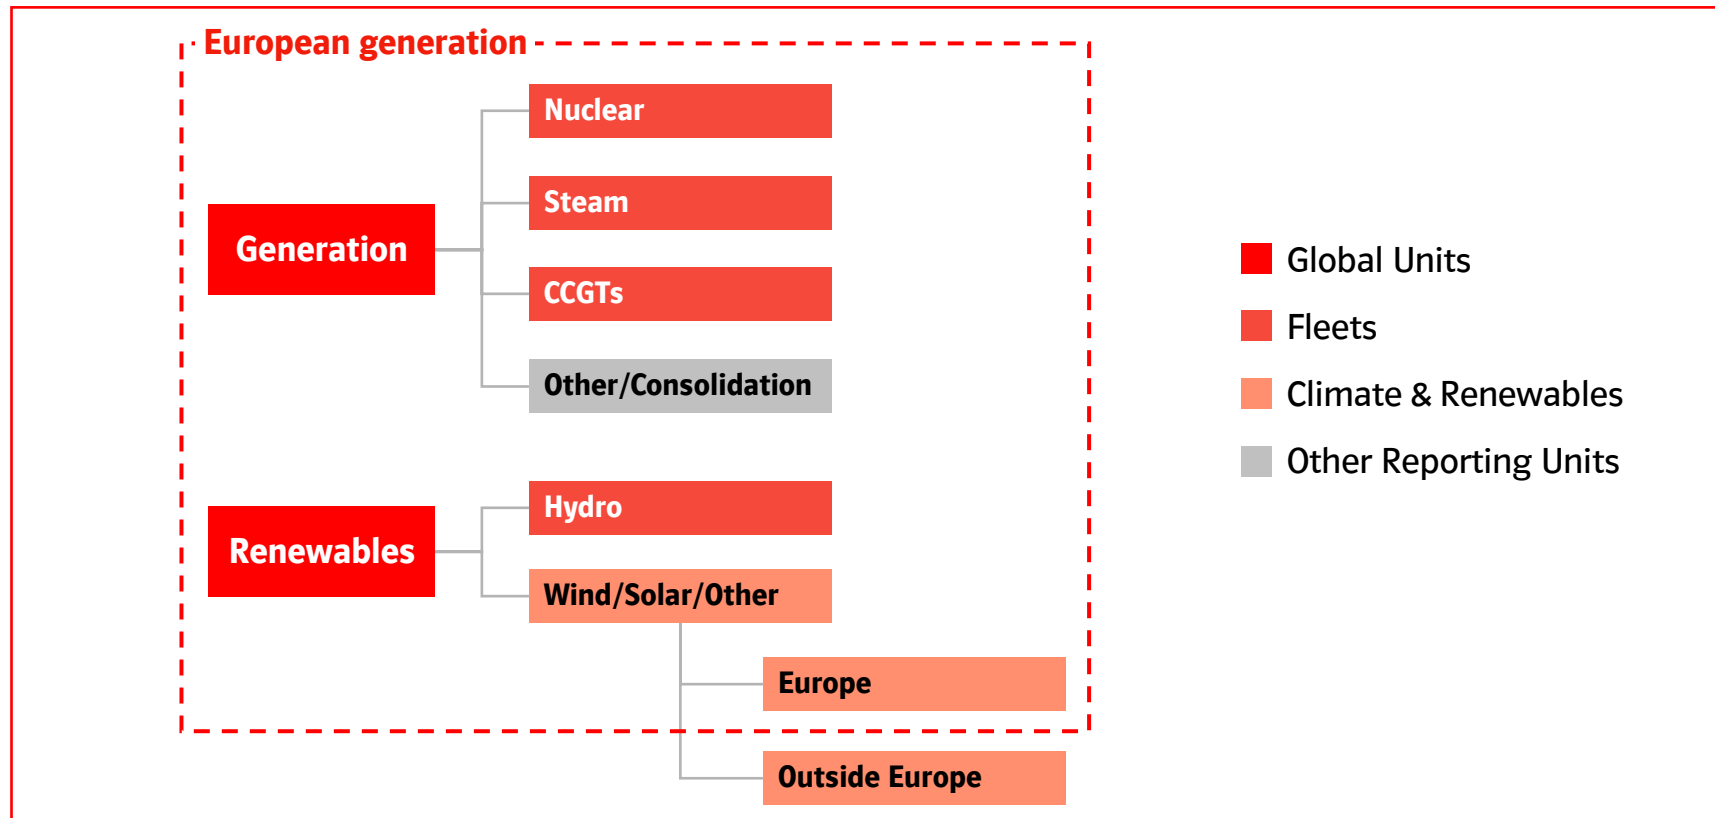 European generation
Nuclear
Steam
Generation
CCGTs
Other/Consolidation
Hydro
Renewables
Wind/Solar/Other
Europe
Outside Europe
Global Units
Fleets
Climate & Renewables
Other Reporting Units